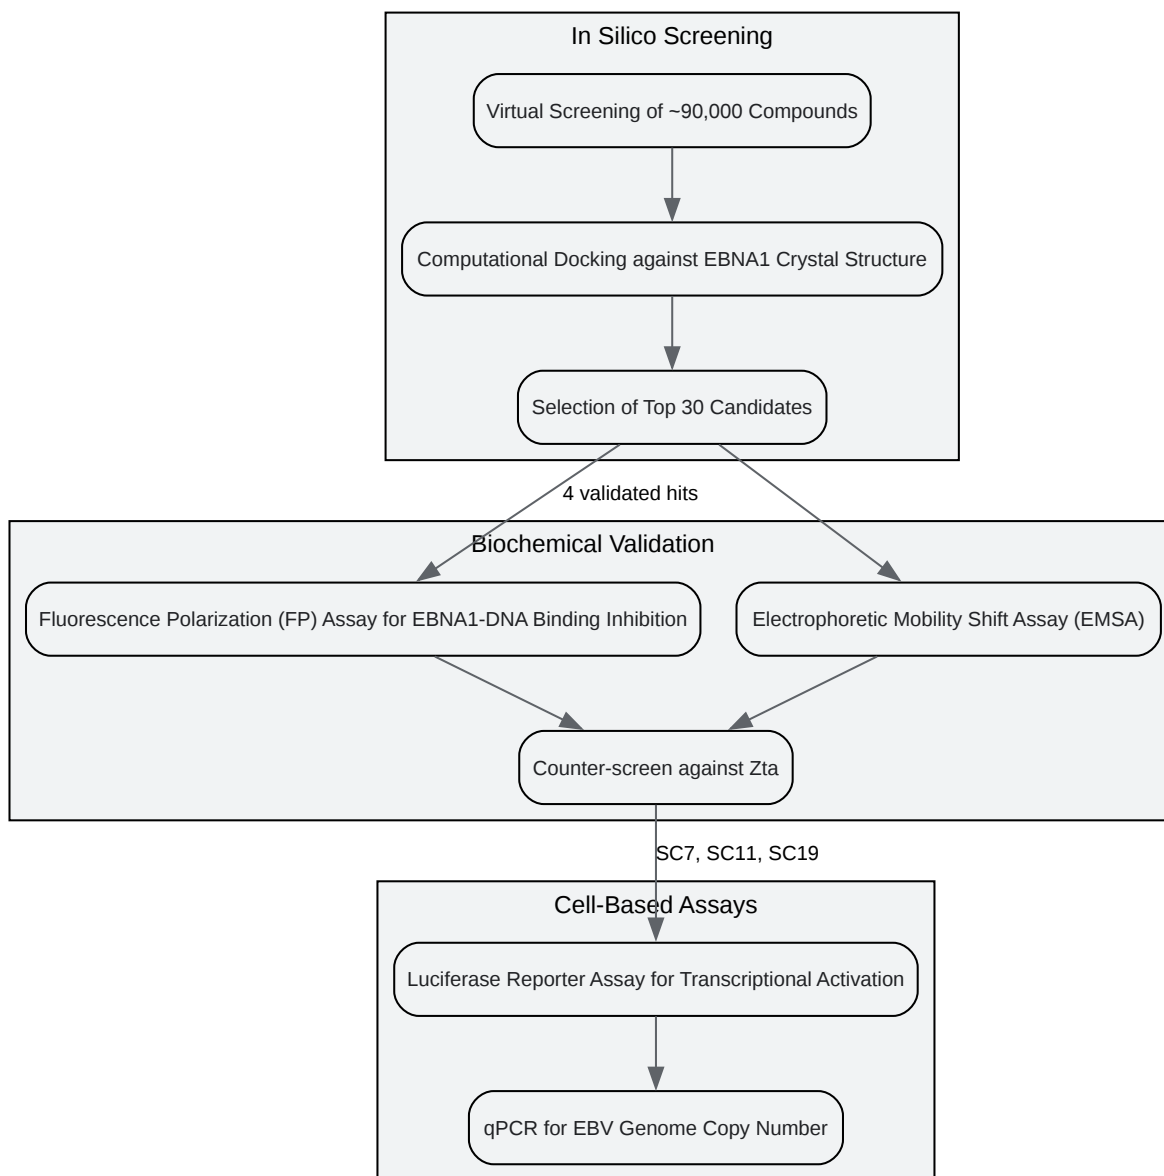 In Silico Screening
Virtual Screening of ~90,000 Compounds
Computational Docking against EBNA1 Crystal Structure
Selection of Top 30 Candidates
4 validated hits
Biochemical Validation
Fluorescence Polarization (FP) Assay for EBNA1-DNA Binding Inhibition
Electrophoretic Mobility Shift Assay (EMSA)
Counter-screen against Zta
SC7, SC11, SC19
Cell-Based Assays
Luciferase Reporter Assay for Transcriptional Activation
qPCR for EBV Genome Copy Number